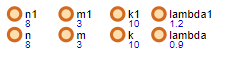 n1 m1 k1 lambda1
8 3 10 1.2
n m k lambda
8 3 10 0.9